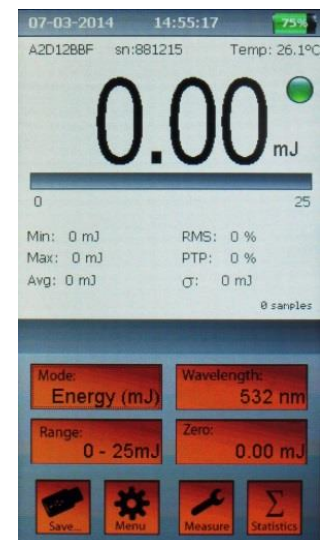 07-03-2014 14:55:17 75%
A2D12BBF sn:881215 Temp: 26.1ºC
0.00 mJ
0 25
Min: 0 mJ RMS: 0 %
Max: 0 mJ PTP: 0 %
Avg: 0 mJ σ: 0 mJ
0 samples
Mode: Wavelength:
Energy (mJ) 532 nm
Range: Zero:
0 - 25mJ 0.00 mJ
Save... Menu Measure Σ Statistics